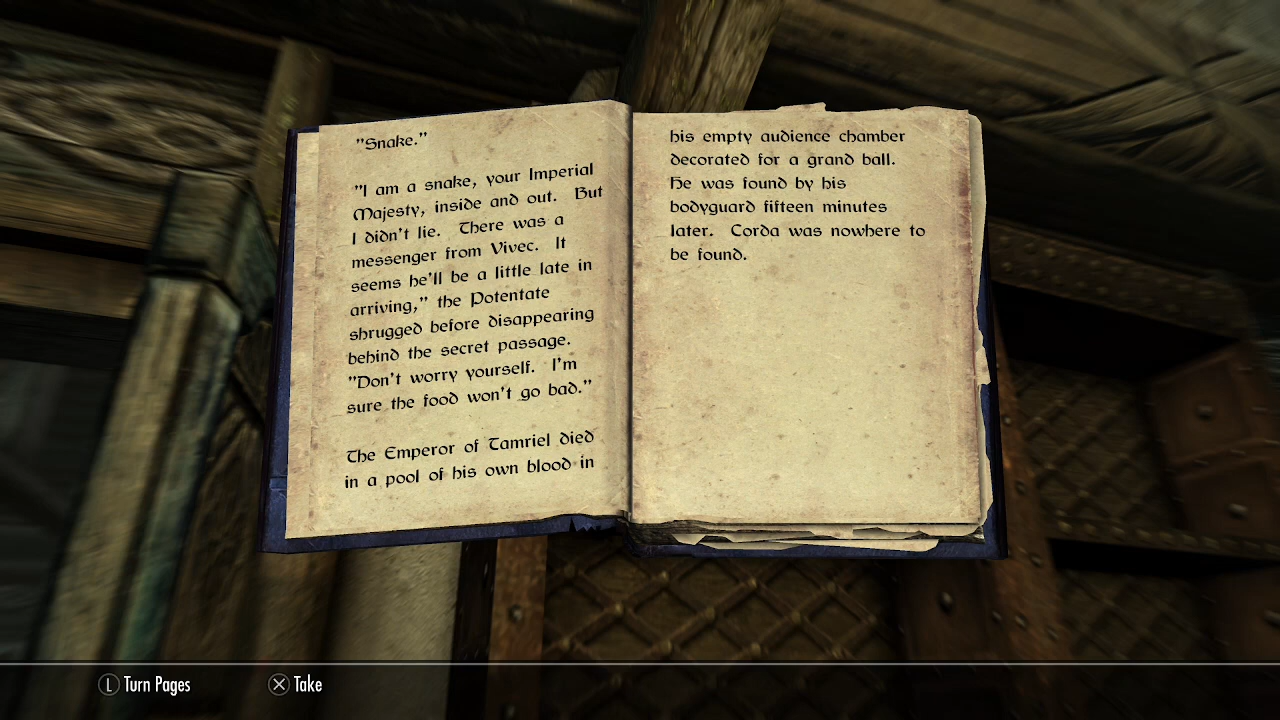 "Snake."
"I am a snake, your Imperial
Majesty, inside and out.  But
I didn't lie.  There was a
messenger from Vivec.  It
seems he'll be a little late in
arriving," the Potentate
shrugged before disappearing
behind the secret passage.
"Don't worry yourself.  I'm
sure the food won't go bad."
The Emperor of Tamriel died
in a pool of his own blood in
his empty audience chamber
decorated for a grand ball.
He was found by his
bodyguard fifteen minutes
later.  Corda was nowhere to
be found.
L Turn Pages
X Take